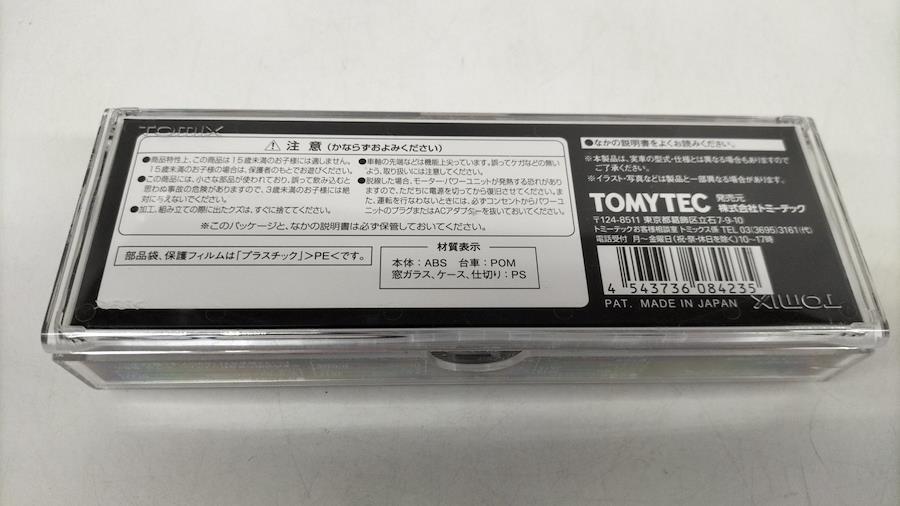 TOMIX
⚠ 注意（かならずおよみください）
●商品特性上、この商品は15歳未満のお子様には適しません。
15歳未満のお子様の場合は、保護者のもとでお遊びください。
●この商品には、小さな部品が使われており、誤って飲み込むと
思わぬ事故の危険がありますので、3歳未満のお子様には絶
対に与えないでください。
●加工、組み立ての際に出たクズは、すぐに捨ててください。
●車軸の先端などは機能上尖っています。誤ってケガなどの無い
よう、取り扱いには注意してください。
●脱線した場合、モーターパワーユニットが発熱する恐れがあり
ますので、ただちに電源を切ってから復旧させてください。ま
た、運転を行なわないときには、必ずコンセントからパワーユ
ニットのプラグまたはACアダプターを抜いておいてください。
※このパッケージと、なかの説明書は必ず保管しておいてください。
部品袋、保護フィルムは「プラスチック」>PE<です。
材質表示
本体：ABS 台車：POM
窓ガラス、ケース、仕切り：PS
●なかの説明書をよくお読みください。
※本製品は、実車の型式・仕様とは異なる場合もありますので
ご了承ください。
※イラスト・写真などは製品と一部異なる場合があります。
TOMYTEC 発売元 株式会社トミーテック
〒124-8511 東京都葛飾区立石7-9-10
トミーテックお客様相談室 トミックス係 TEL 03(3695)3161(代)
電話受付 月〜金曜日(祝・祭・休日を除く)10〜17時
4 543736 084235
PAT. MADE IN JAPAN
TOMIX